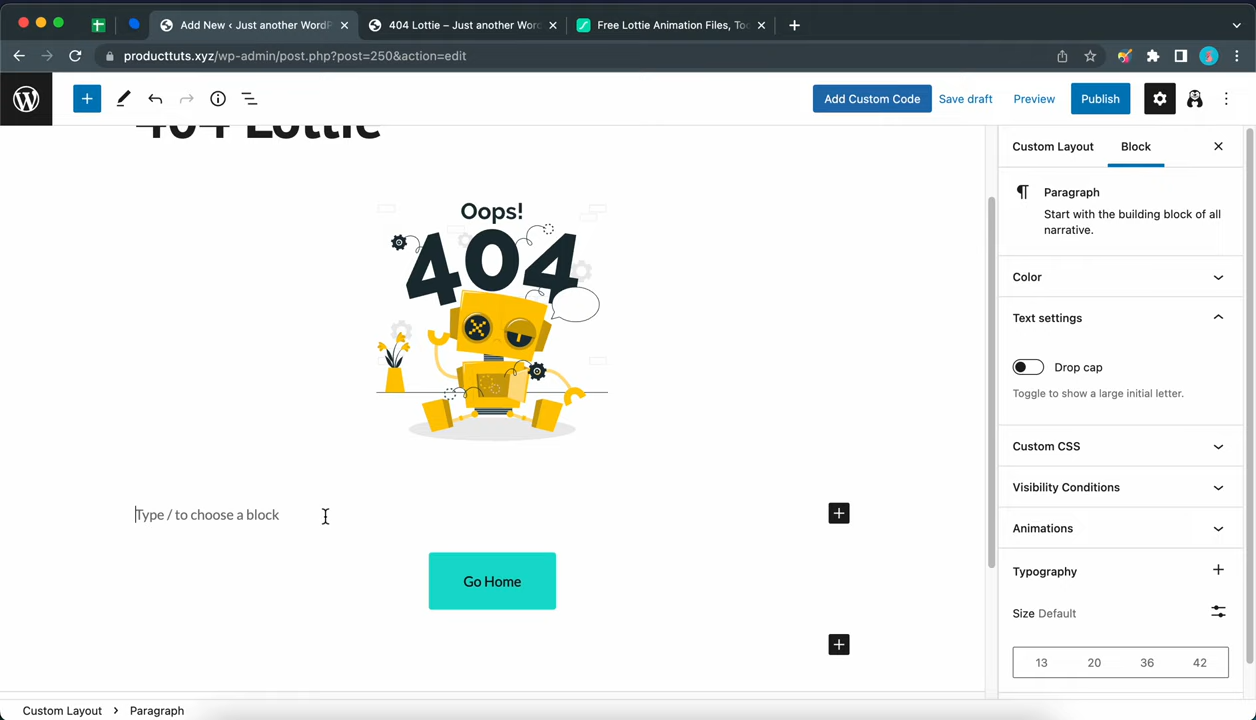 Add New ‹ Just another WordP
404 Lottie – Just another Wor
Free Lottie Animation Files, Too
producttuts.xyz/wp-admin/post.php?post=250&action=edit
Add Custom Code
Save draft
Preview
Publish
404 Lottie
Custom Layout
Block
Paragraph
Start with the building block of all
narrative.
Oops!
404
Color
Text settings
Drop cap
Toggle to show a large initial letter.
Custom CSS
Visibility Conditions
Type / to choose a block
Animations
Typography
Go Home
Size Default
13 20 36 42
Custom Layout › Paragraph